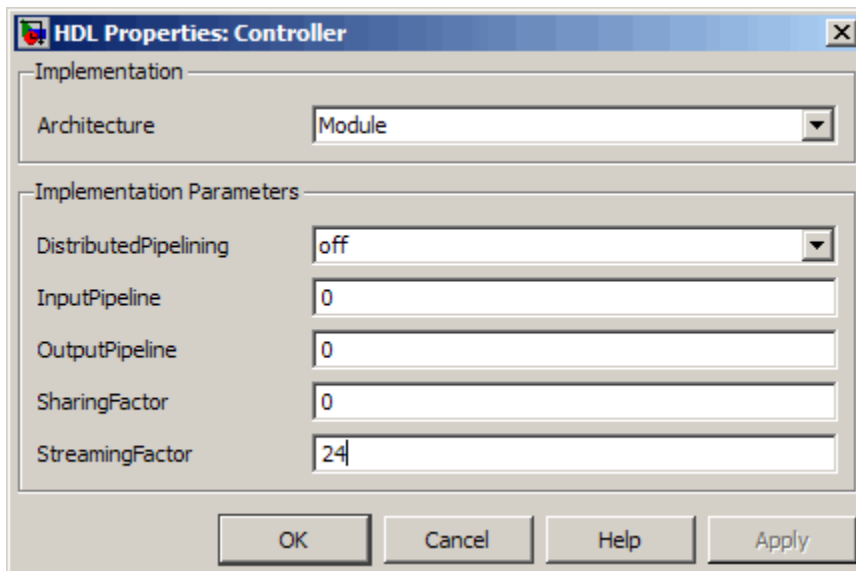 HDL Properties: Controller
Implementation
Architecture Module
Implementation Parameters
DistributedPipelining off
InputPipeline 0
OutputPipeline 0
SharingFactor 0
StreamingFactor 24
OK Cancel Help Apply